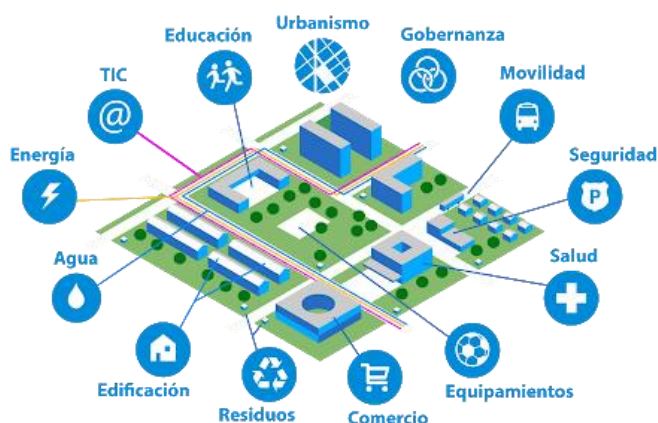 Urbanismo
Educación
Gobernanza
TIC
@
Movilidad
Energía
Seguridad
P
Agua
Salud
Edificación
Equipamientos
Residuos
Comercio